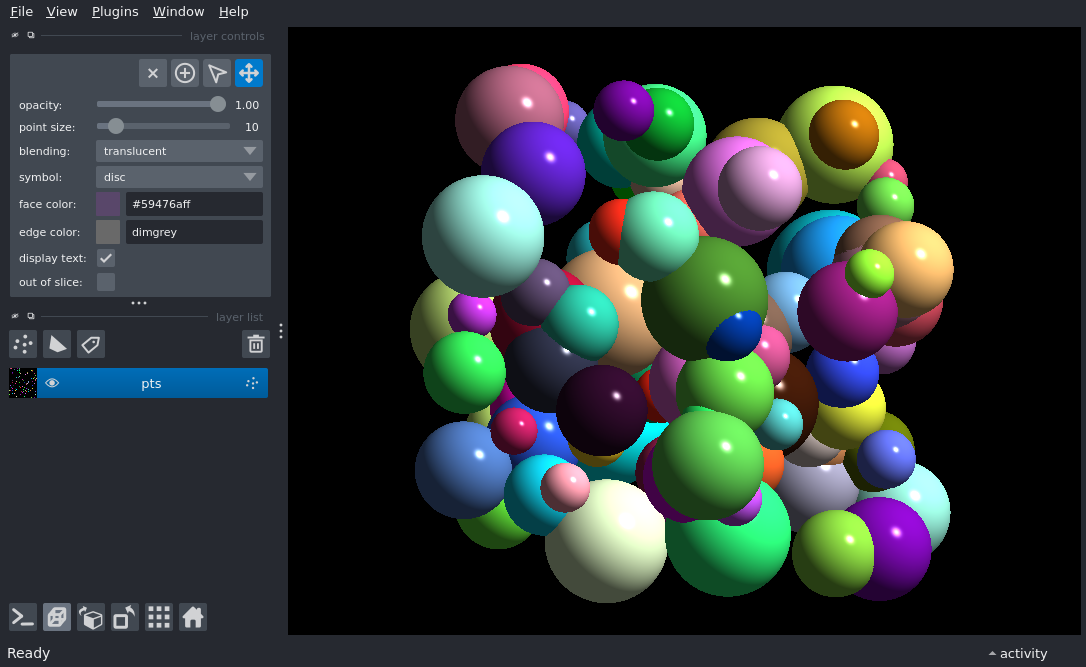 File View Plugins Window Help
layer controls
opacity: 1.00
point size: 10
blending: translucent
symbol: disc
face color: #59476aff
edge color: dimgrey
display text:
out of slice:
layer list
pts
Ready
activity